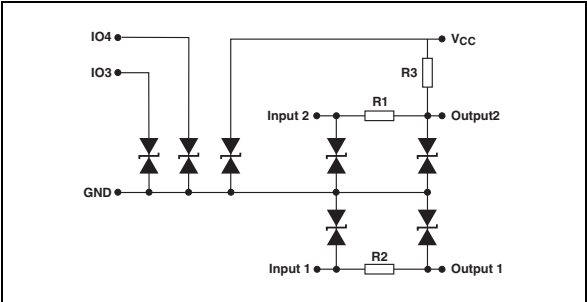 IO4
VCC
IO3
R3
R1
Input 2
Output2
GND
R2
Input 1
Output 1